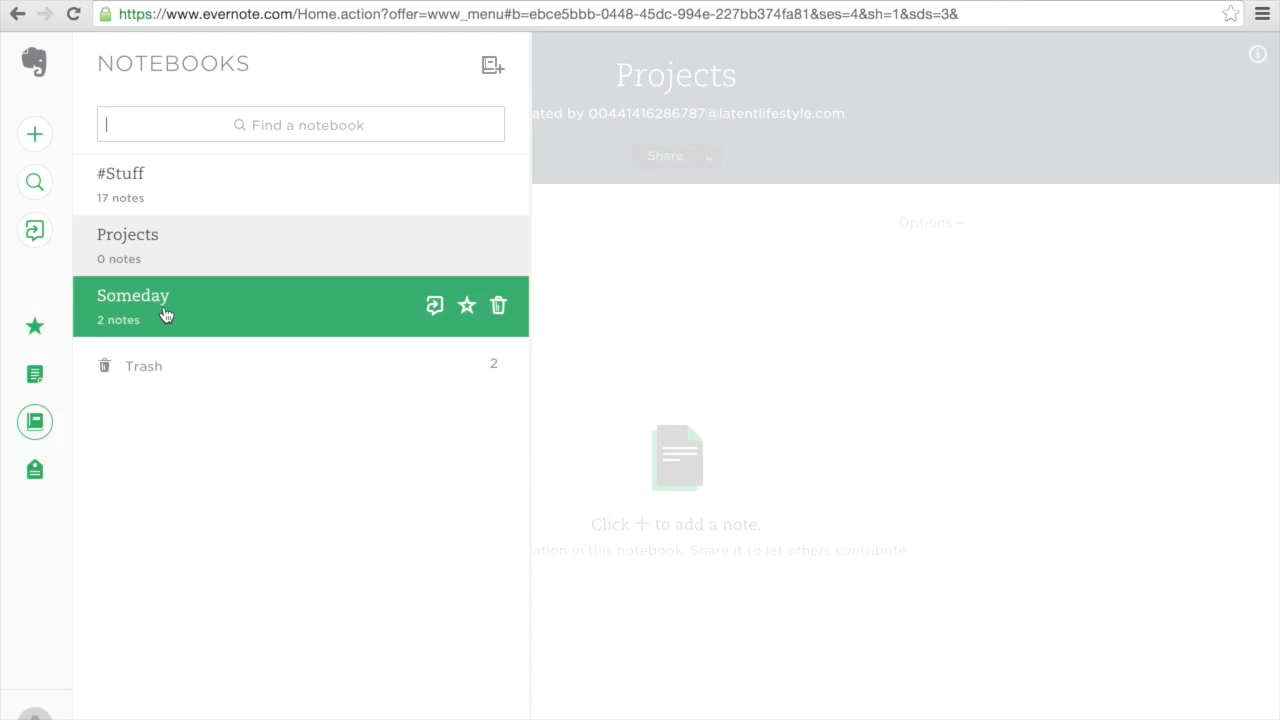 https://www.evernote.com/Home.action?offer=www_menu#b=ebce5bbb-0448-45dc-994e-227bb374fa81&ses=4&sh=1&sds=3&
NOTEBOOKS
Find a notebook
#Stuff
17 notes
Projects
0 notes
Someday
2 notes
Trash
2
Projects
ated by 00441416286787@latentlifestyle.com
Share
Options
Click + to add a note.
ation in this notebook. Share it to let others contribute.